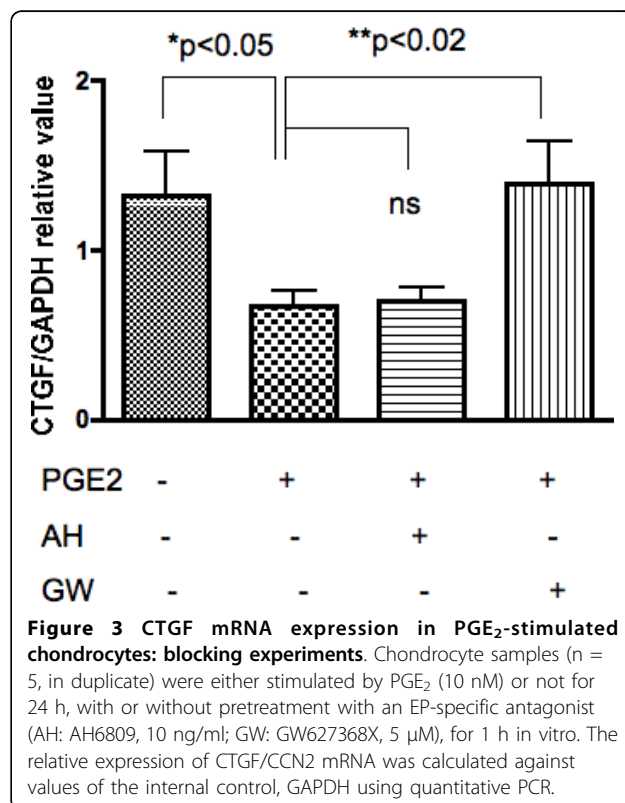 *p<0.05 **p<0.02
2
ns
1
0
CTGF/GAPDH relative value
PGE2 - + + +
AH - - + -
GW - - - +
Figure 3 CTGF mRNA expression in PGE₂-stimulated
chondrocytes: blocking experiments. Chondrocyte samples (n =
5, in duplicate) were either stimulated by PGE₂ (10 nM) or not for
24 h, with or without pretreatment with an EP-specific antagonist
(AH: AH6809, 10 ng/ml; GW: GW627368X, 5 μM), for 1 h in vitro. The
relative expression of CTGF/CCN2 mRNA was calculated against
values of the internal control, GAPDH using quantitative PCR.